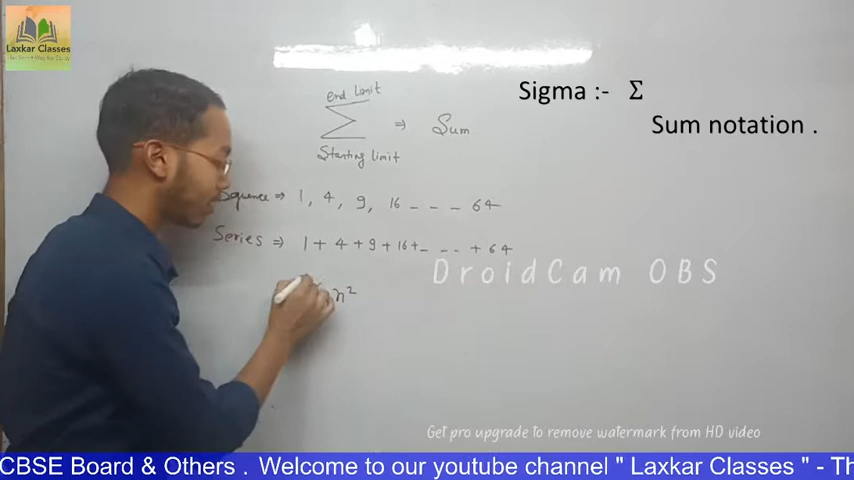 Laxkar Classes
end limit
Σ ⇒ Sum
Starting limit
Sigma :- Σ
Sum notation .
Squence ⇒ 1, 4, 9, 16 - - - 64
Series ⇒ 1 + 4 + 9 + 16 + - - - + 64
n²
DroidCam OBS
Get pro upgrade to remove watermark from HD video
CBSE Board & Others . Welcome to our youtube channel " Laxkar Classes " - Th